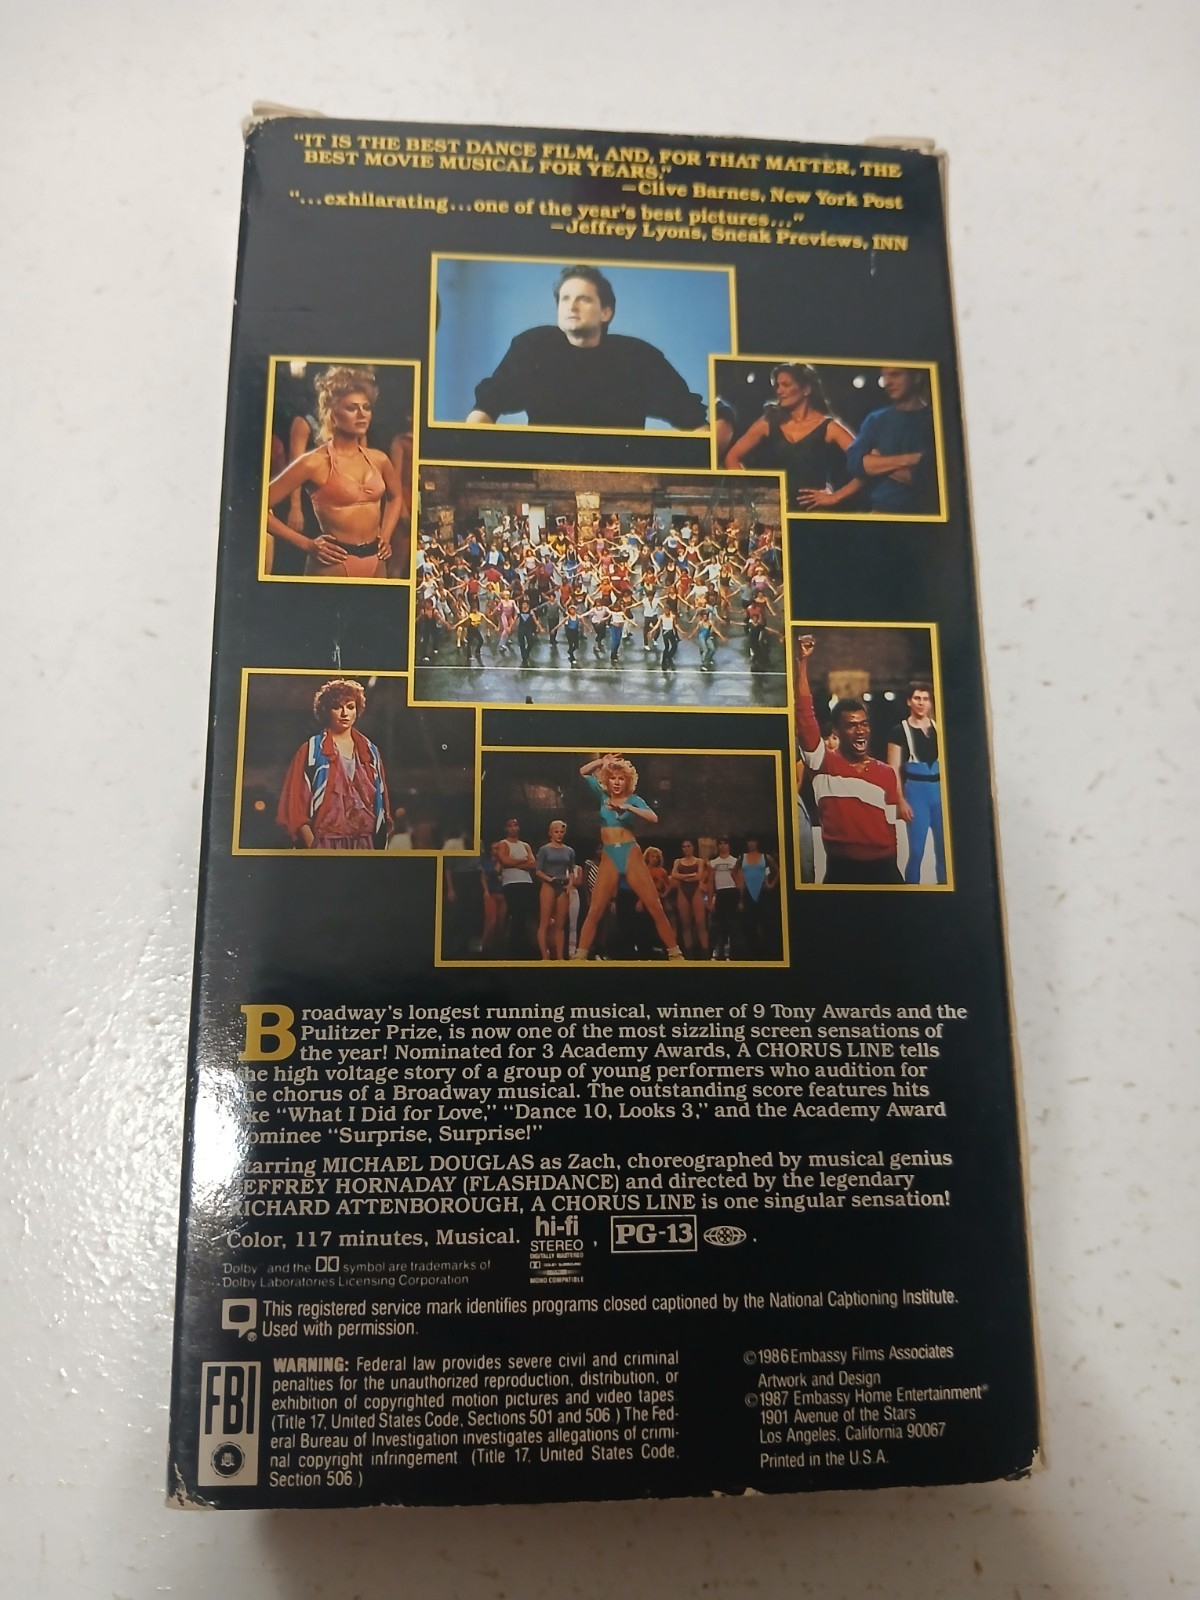 "IT IS THE BEST DANCE FILM, AND, FOR THAT MATTER, THE
BEST MOVIE MUSICAL FOR YEARS."
—Clive Barnes, New York Post
"...exhilarating...one of the year's best pictures..."
—Jeffrey Lyons, Sneak Previews, INN
Broadway's longest running musical, winner of 9 Tony Awards and the
Pulitzer Prize, is now one of the most sizzling screen sensations of
the year! Nominated for 3 Academy Awards, A CHORUS LINE tells
the high voltage story of a group of young performers who audition for
the chorus of a Broadway musical. The outstanding score features hits
like "What I Did for Love," "Dance 10, Looks 3," and the Academy Award
nominee "Surprise, Surprise!"
Starring MICHAEL DOUGLAS as Zach, choreographed by musical genius
JEFFREY HORNADAY (FLASHDANCE) and directed by the legendary
RICHARD ATTENBOROUGH, A CHORUS LINE is one singular sensation!
Color, 117 minutes, Musical. hi-fi STEREO DIGITALLY MASTERED MONO COMPATIBLE , PG-13 .
Dolby and the DD symbol are trademarks of
Dolby Laboratories Licensing Corporation
This registered service mark identifies programs closed captioned by the National Captioning Institute.
® Used with permission.
FBI
WARNING: Federal law provides severe civil and criminal
penalties for the unauthorized reproduction, distribution, or
exhibition of copyrighted motion pictures and video tapes
(Title 17, United States Code, Sections 501 and 506.) The Fed-
eral Bureau of Investigation investigates allegations of crimi-
nal copyright infringement (Title 17, United States Code.
Section 506.)
©1986 Embassy Films Associates
Artwork and Design
©1987 Embassy Home Entertainment®
1901 Avenue of the Stars
Los Angeles, California 90067
Printed in the U.S.A.